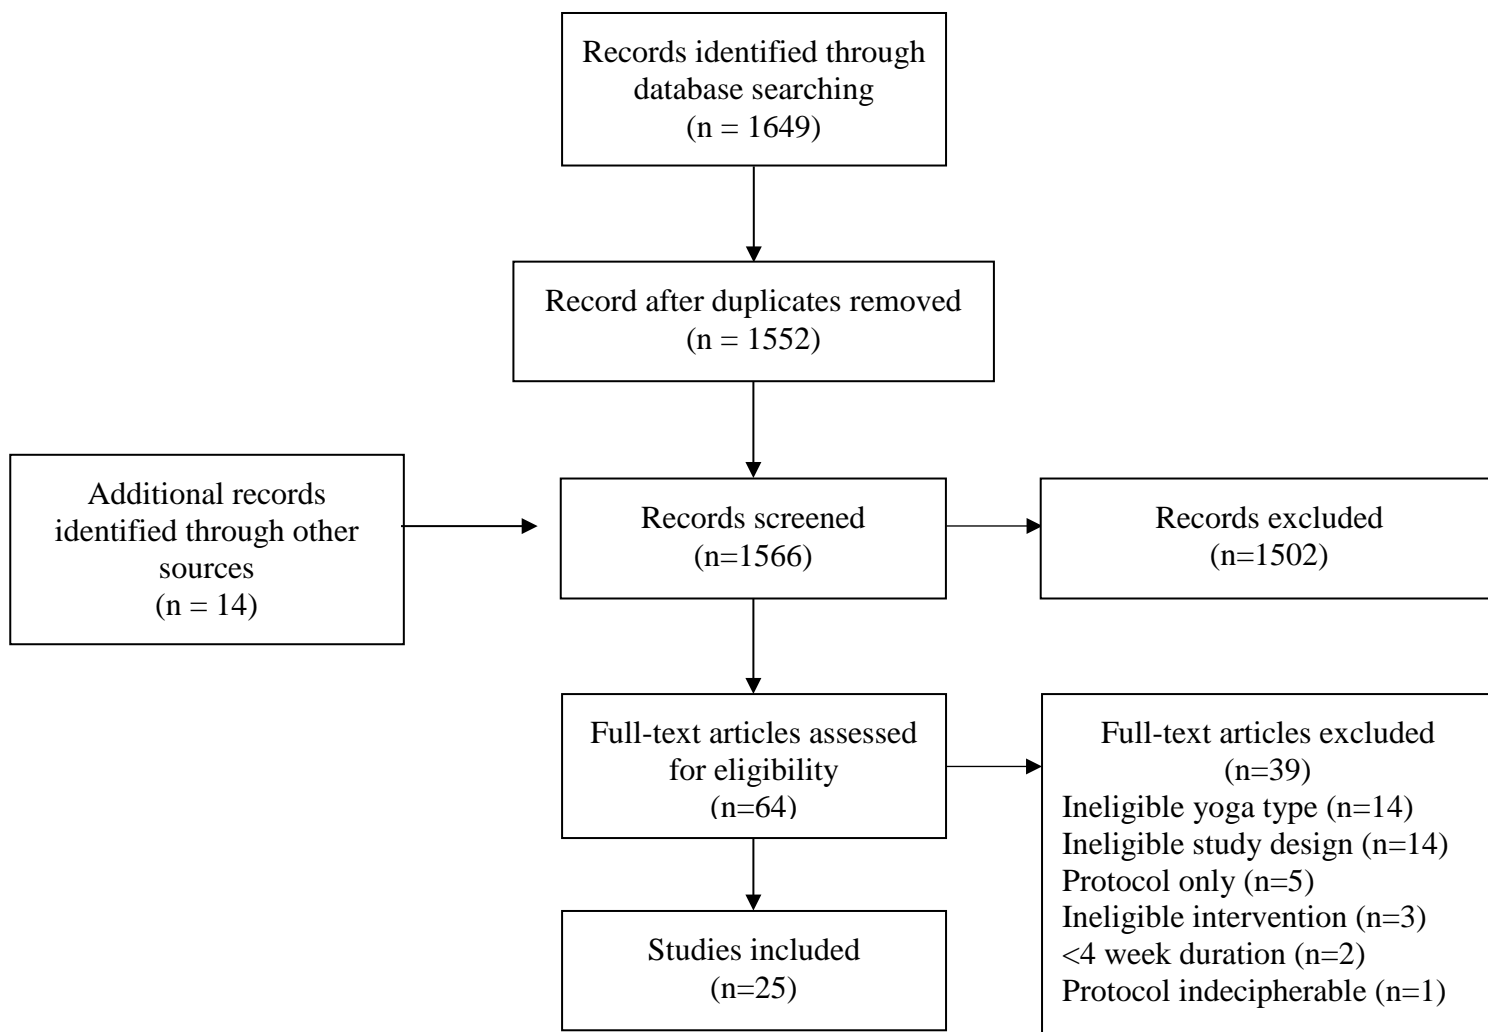 Records identified through
database searching
(n = 1649)
Record after duplicates removed
(n = 1552)
Additional records
identified through other
sources
(n = 14)
Records screened
(n=1566)
Records excluded
(n=1502)
Full-text articles assessed
for eligibility
(n=64)
Full-text articles excluded
(n=39)
Ineligible yoga type (n=14)
Ineligible study design (n=14)
Protocol only (n=5)
Ineligible intervention (n=3)
<4 week duration (n=2)
Protocol indecipherable (n=1)
Studies included
(n=25)